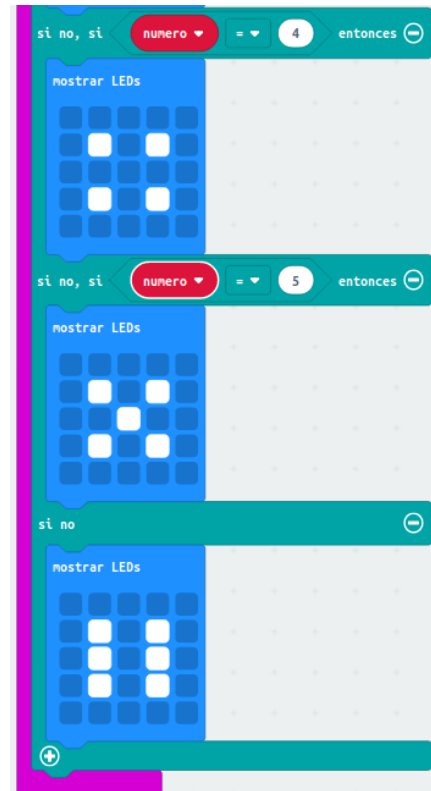 si no, si numero = 4 entonces
mostrar LEDs
si no, si numero = 5 entonces
mostrar LEDs
si no
mostrar LEDs